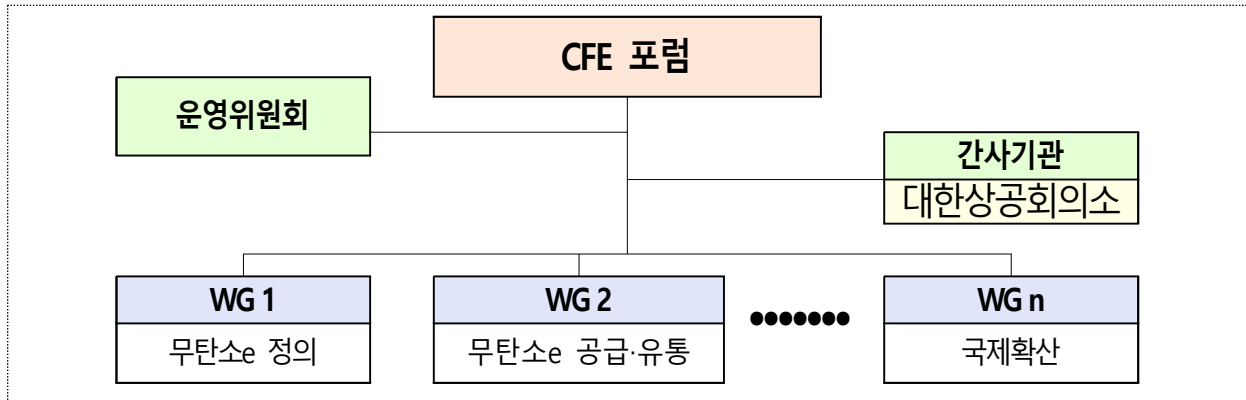 CFE 포럼
운영위원회
간사기관
대한상공회의소
WG 1
무탄소e 정의
WG 2
무탄소e 공급·유통
●●●●●●●
WG n
국제확산